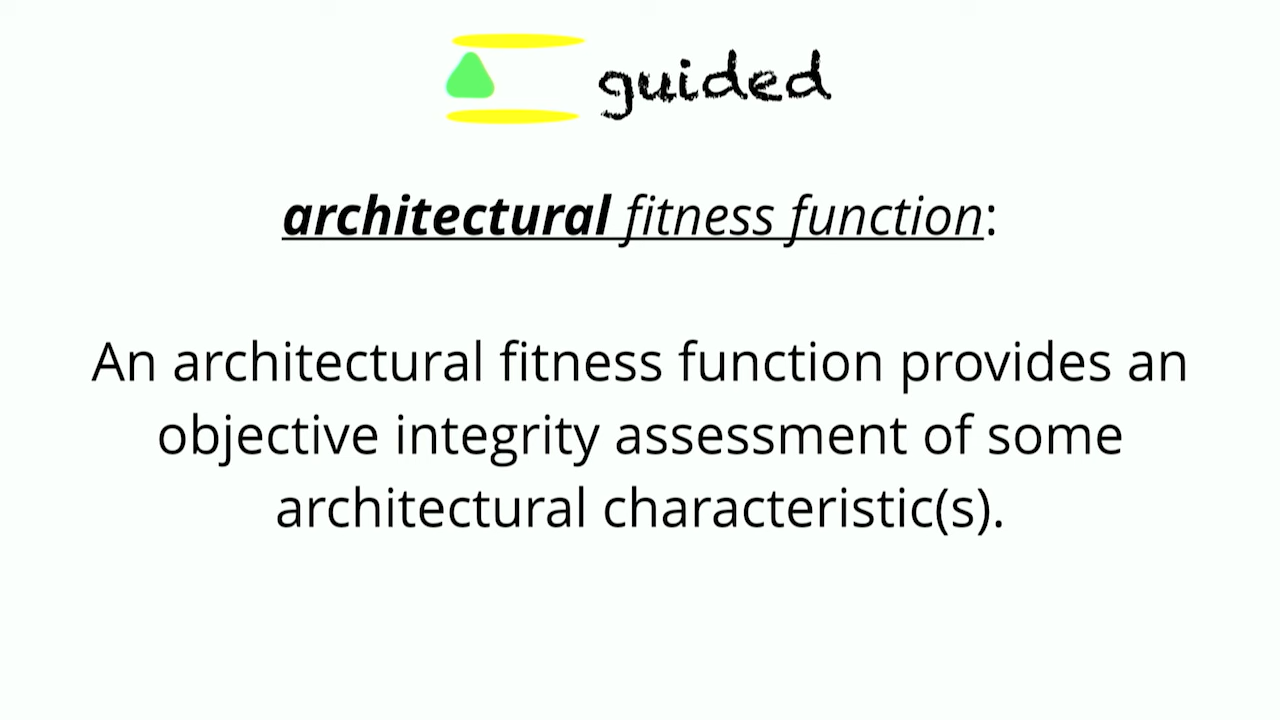 guided
architectural fitness function:
An architectural fitness function provides an
objective integrity assessment of some
architectural characteristic(s).